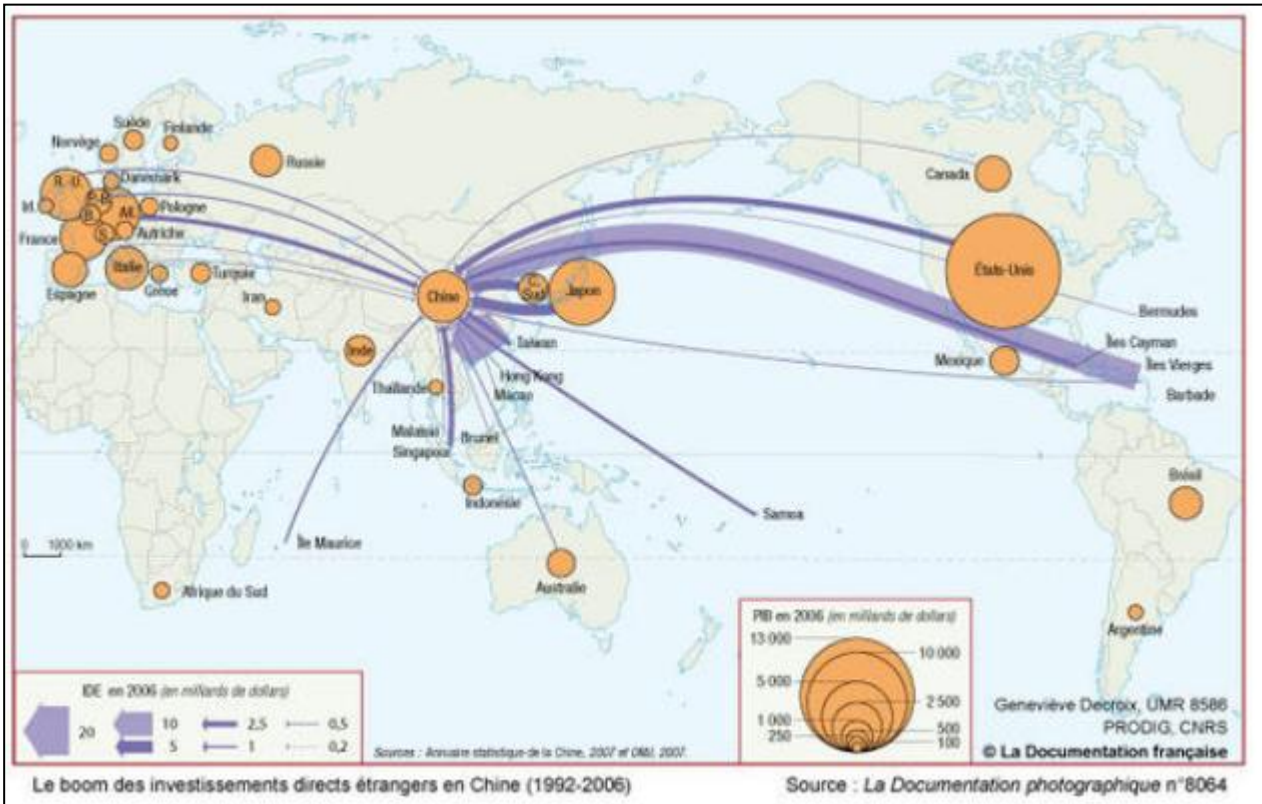 Suède
Finlande
Norvège
Russie
Danemark
Canada
R.-U.
P.-B.
Irl.
B.
All.
Pologne
Autriche
France
S.
États-Unis
Italie
Turquie
C. Sud
Japon
Espagne
Grèce
Chine
Iran
Bermudes
Taiwan
Îles Cayman
Inde
Mexique
Îles Vierges
Hong Kong
Thaïlande
Macao
Barbade
Malaisie
Brunei
Singapour
Brésil
Indonésie
Samoa
0 1000 km
Île Maurice
Australie
Afrique du Sud
Argentine
PIB en 2006 (en milliards de dollars)
13 000
10 000
5 000
2 500
1 000
500
250
100
IDE en 2006 (en milliards de dollars)
20
10
2,5
0,5
5
1
0,2
Sources : Annuaire statistique de la Chine, 2007 et OMJ, 2007.
Geneviève Decroix, UMR 8586
PRODIG, CNRS
© La Documentation française
Le boom des investissements directs étrangers en Chine (1992-2006)
Source : La Documentation photographique n°8064